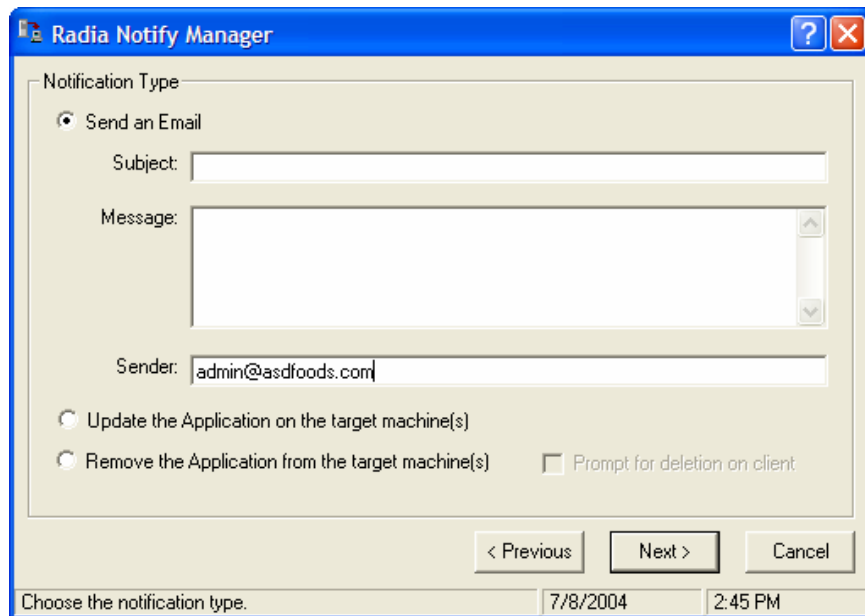 Radia Notify Manager
Notification Type
Send an Email
Subject:
Message:
Sender: admin@asdfoods.com
Update the Application on the target machine(s)
Remove the Application from the target machine(s) Prompt for deletion on client
< Previous Next > Cancel
Choose the notification type. 7/8/2004 2:45 PM